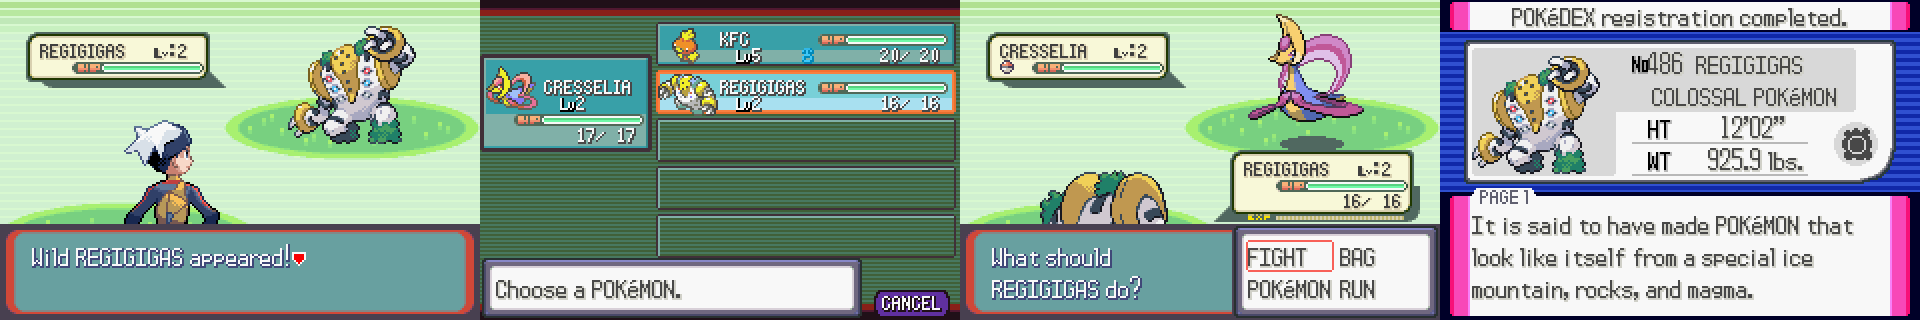 REGIGIGAS Lv:2
HP
Wild REGIGIGAS appeared!
CRESSELIA
Lv2
HP
17/ 17
KFC
Lv5
HP
20/ 20
REGIGIGAS
Lv2
HP
16/ 16
Choose a POKéMON.
CANCEL
CRESSELIA Lv:2
HP
REGIGIGAS Lv:2
HP
16/ 16
EXP
What should
REGIGIGAS do?
FIGHT BAG
POKéMON RUN
POKéDEX registration completed.
No486 REGIGIGAS
COLOSSAL POKéMON
HT 12'02"
WT 925.9 lbs.
PAGE 1
It is said to have made POKéMON that
look like itself from a special ice
mountain, rocks, and magma.